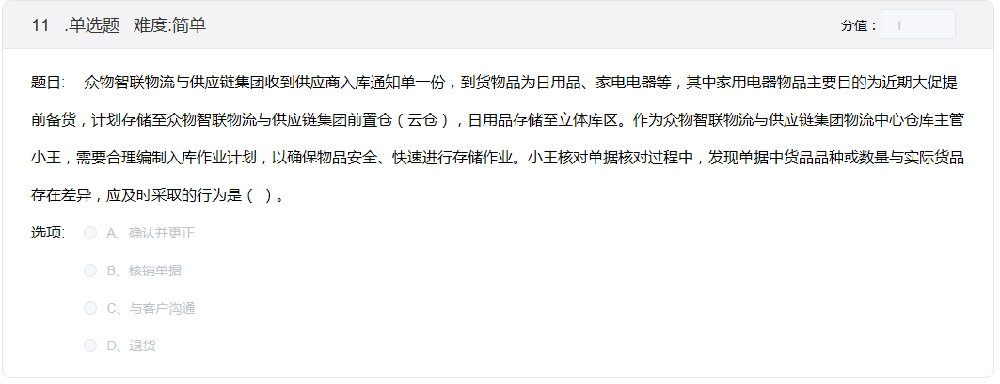 11 .单选题 难度:简单 分值：1
题目: 众物智联物流与供应链集团收到供应商入库通知单一份，到货物品为日用品、家电电器等，其中家用电器物品主要目的为近期大促提
前备货，计划存储至众物智联物流与供应链集团前置仓（云仓），日用品存储至立体库区。作为众物智联物流与供应链集团物流中心仓库主管
小王，需要合理编制入库作业计划，以确保物品安全、快速进行存储作业。小王核对单据核对过程中，发现单据中货品品种或数量与实际货品
存在差异，应及时采取的行为是（ ）。
选项: A、确认并更正
B、核销单据
C、与客户沟通
D、退货